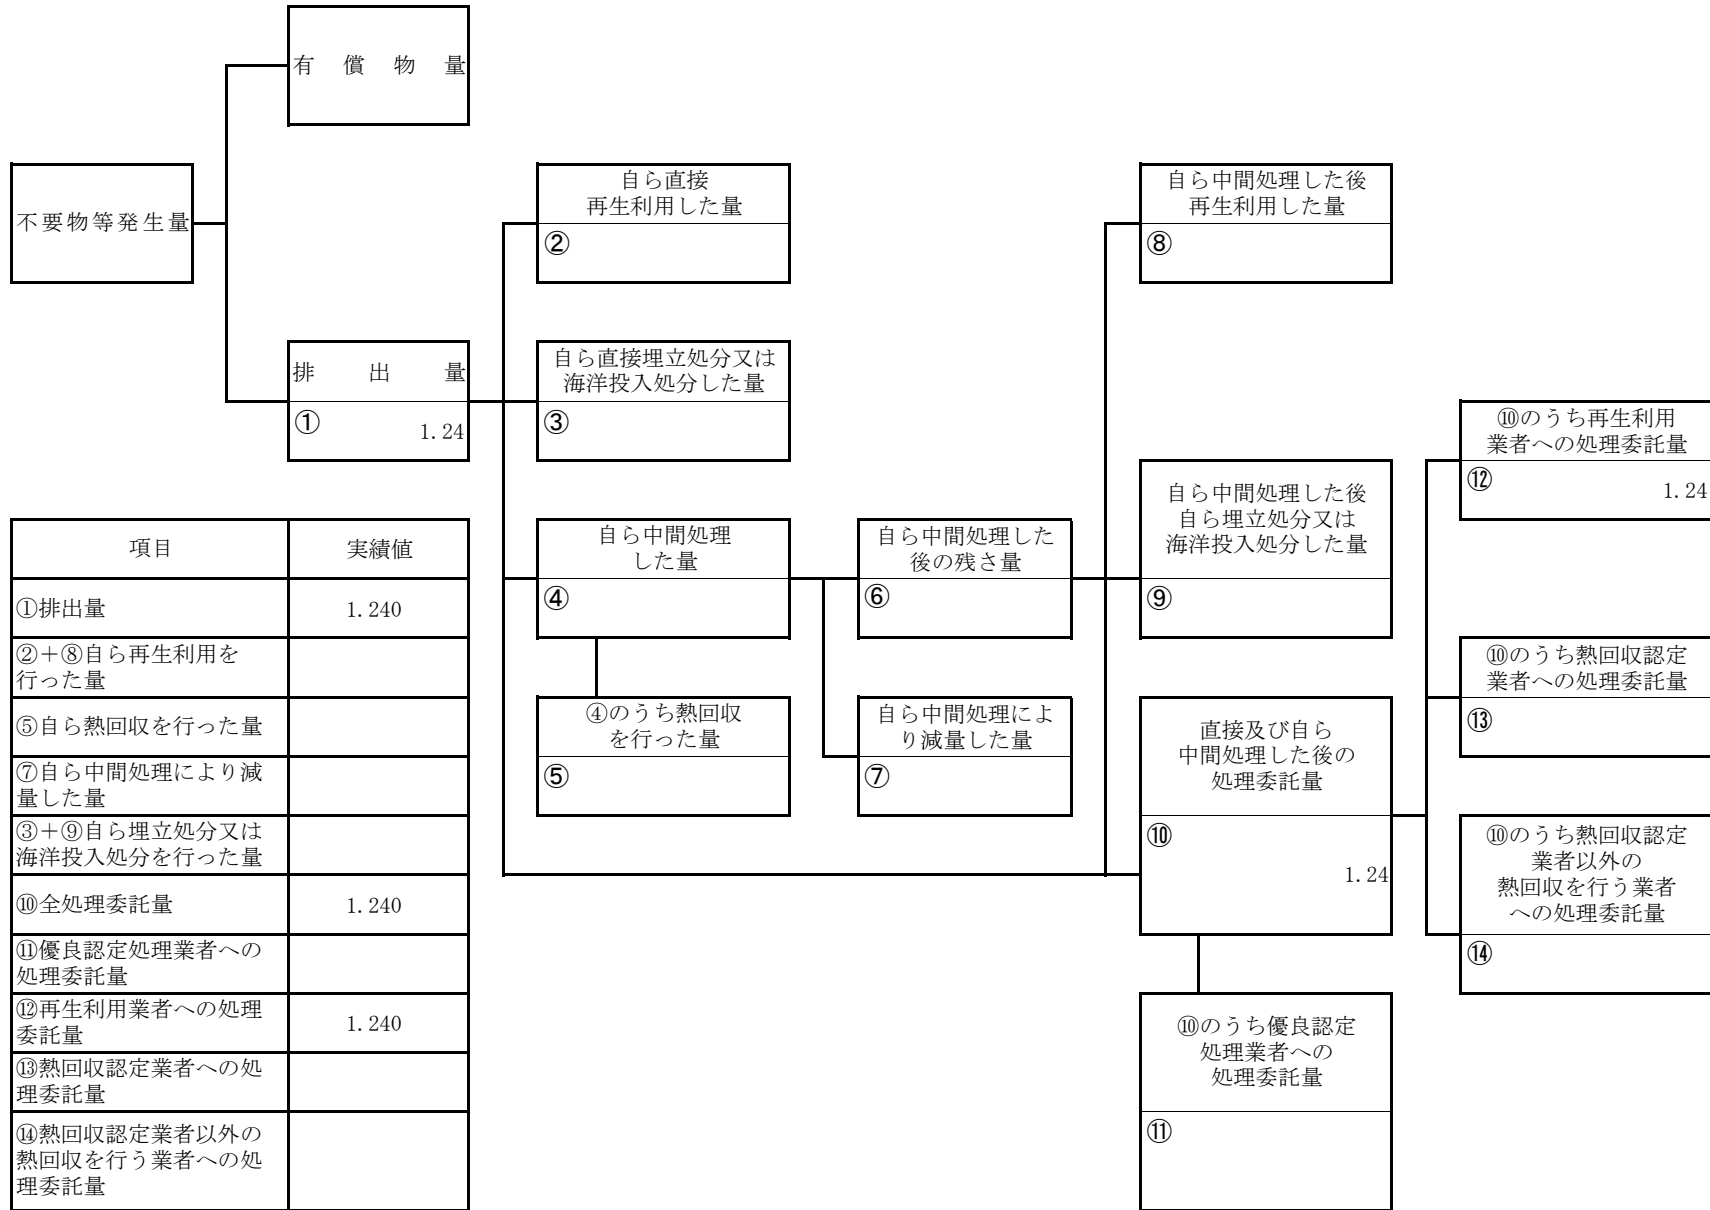 有償物量
不要物等発生量
排出量
①
1.24
自ら直接
再生利用した量
②
自ら直接埋立処分又は
海洋投入処分した量
③
自ら中間処理
した量
④
④のうち熱回収
を行った量
⑤
自ら中間処理した
後の残さ量
⑥
自ら中間処理によ
り減量した量
⑦
自ら中間処理した後
再生利用した量
⑧
自ら中間処理した後
自ら埋立処分又は
海洋投入処分した量
⑨
直接及び自ら
中間処理した後の
処理委託量
⑩
1.24
⑩のうち優良認定
処理業者への
処理委託量
⑪
⑩のうち再生利用
業者への処理委託量
⑫
1.24
⑩のうち熱回収認定
業者への処理委託量
⑬
⑩のうち熱回収認定
業者以外の
熱回収を行う業者
への処理委託量
⑭
項目 実績値
①排出量 1.240
②+⑧自ら再生利用を
行った量
⑤自ら熱回収を行った量
⑦自ら中間処理により減
量した量
③+⑨自ら埋立処分又は
海洋投入処分を行った量
⑩全処理委託量 1.240
⑪優良認定処理業者への
処理委託量
⑫再生利用業者への処理
委託量 1.240
⑬熱回収認定業者への処
理委託量
⑭熱回収認定業者以外の
熱回収を行う業者への処
理委託量